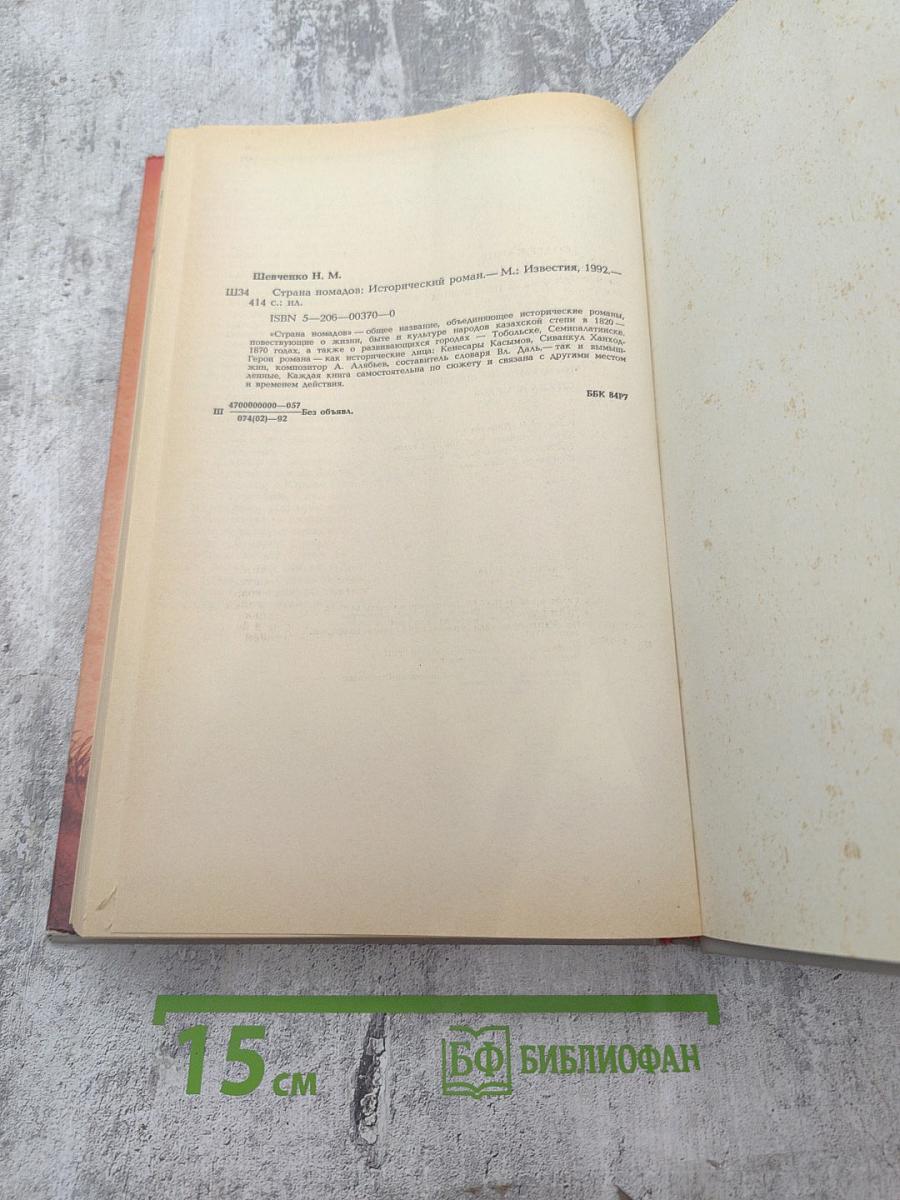 Шевченко Н. М.
Ш34 Страна номадов: Исторический роман.— М.: Известия, 1992.—
414 с.: ил.
ISBN 5—206—00370—0
«Страна номадов» — общее название, объединяющее исторические романы,
повествующие о жизни, быте и культуре народов казахской степи в 1820—
1870 годах, а также о развивающихся городах — Тобольске, Семипалатинске.
Герои романа — как исторические лица: Кенесары Касымов, Сиванкул Ханход-
жин, композитор А. Алябьев, составитель словаря Вл. Даль,— так и вымыш-
ленные. Каждая книга самостоятельна по сюжету и связана с другими местом
и временем действия.
ББК 84Р7
Ш 4700000000—057
074(02)—92 Без объявл.
15 см
БФ БИБЛИОФАН